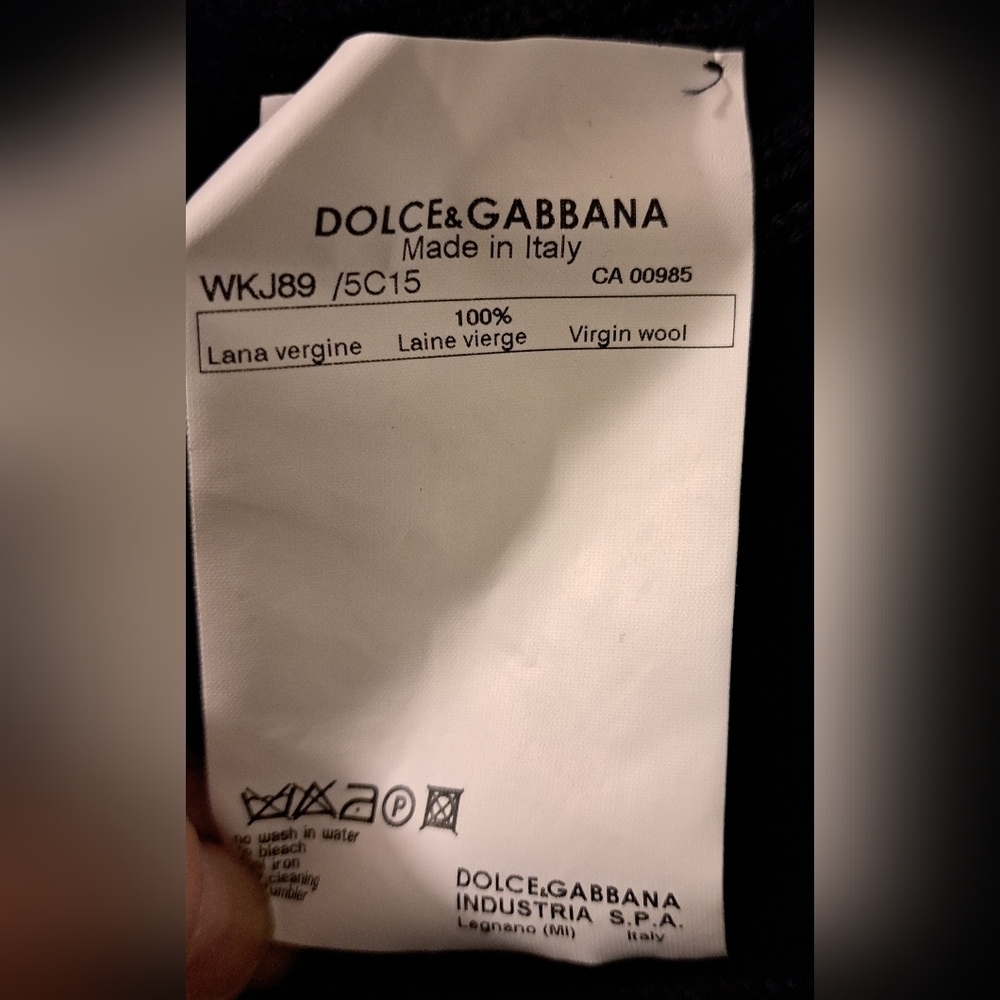 DOLCE&GABBANA
Made in Italy
WKJ89 /5C15 CA 00985
100%
Lana vergine Laine vierge Virgin wool
P
no wash in water
bleach
iron
cleaning
DOLCE&GABBANA
INDUSTRIA S.P.A.
Legnano (MI) Italy